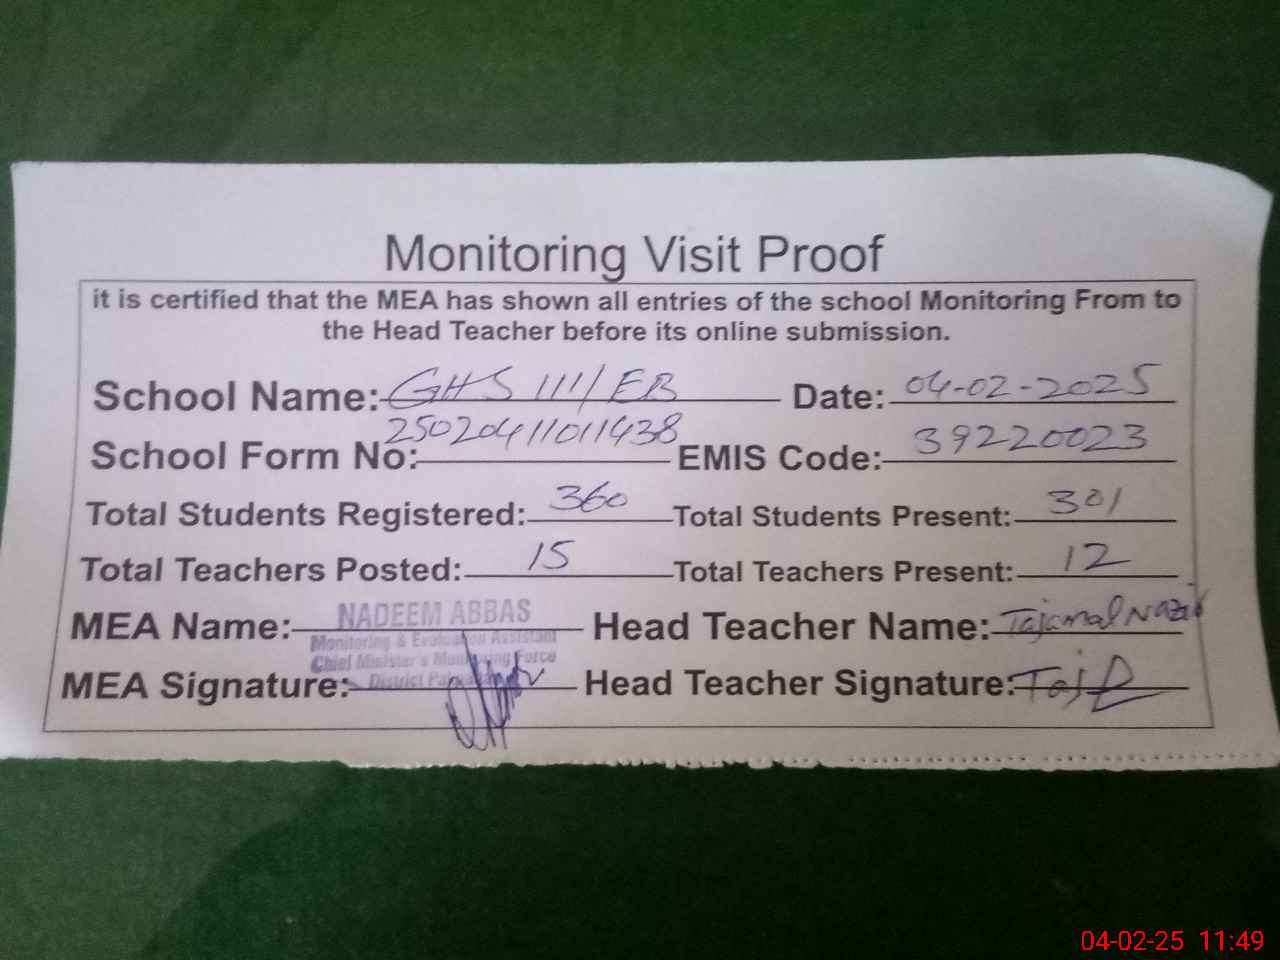 Monitoring Visit Proof
it is certified that the MEA has shown all entries of the school Monitoring From to
the Head Teacher before its online submission.
School Name: GHS 111/EB Date: 04-02-2025
School Form No: 25020411011438 EMIS Code: 39220023
Total Students Registered: 360 Total Students Present: 301
Total Teachers Posted: 15 Total Teachers Present: 12
MEA Name: NADEEM ABBAS Head Teacher Name: Tajamal Nazir
Monitoring & Evaluation Assistant
Chief Minister's Monitoring Force
MEA Signature: District Head Teacher Signature: Taj
04-02-25 11:49